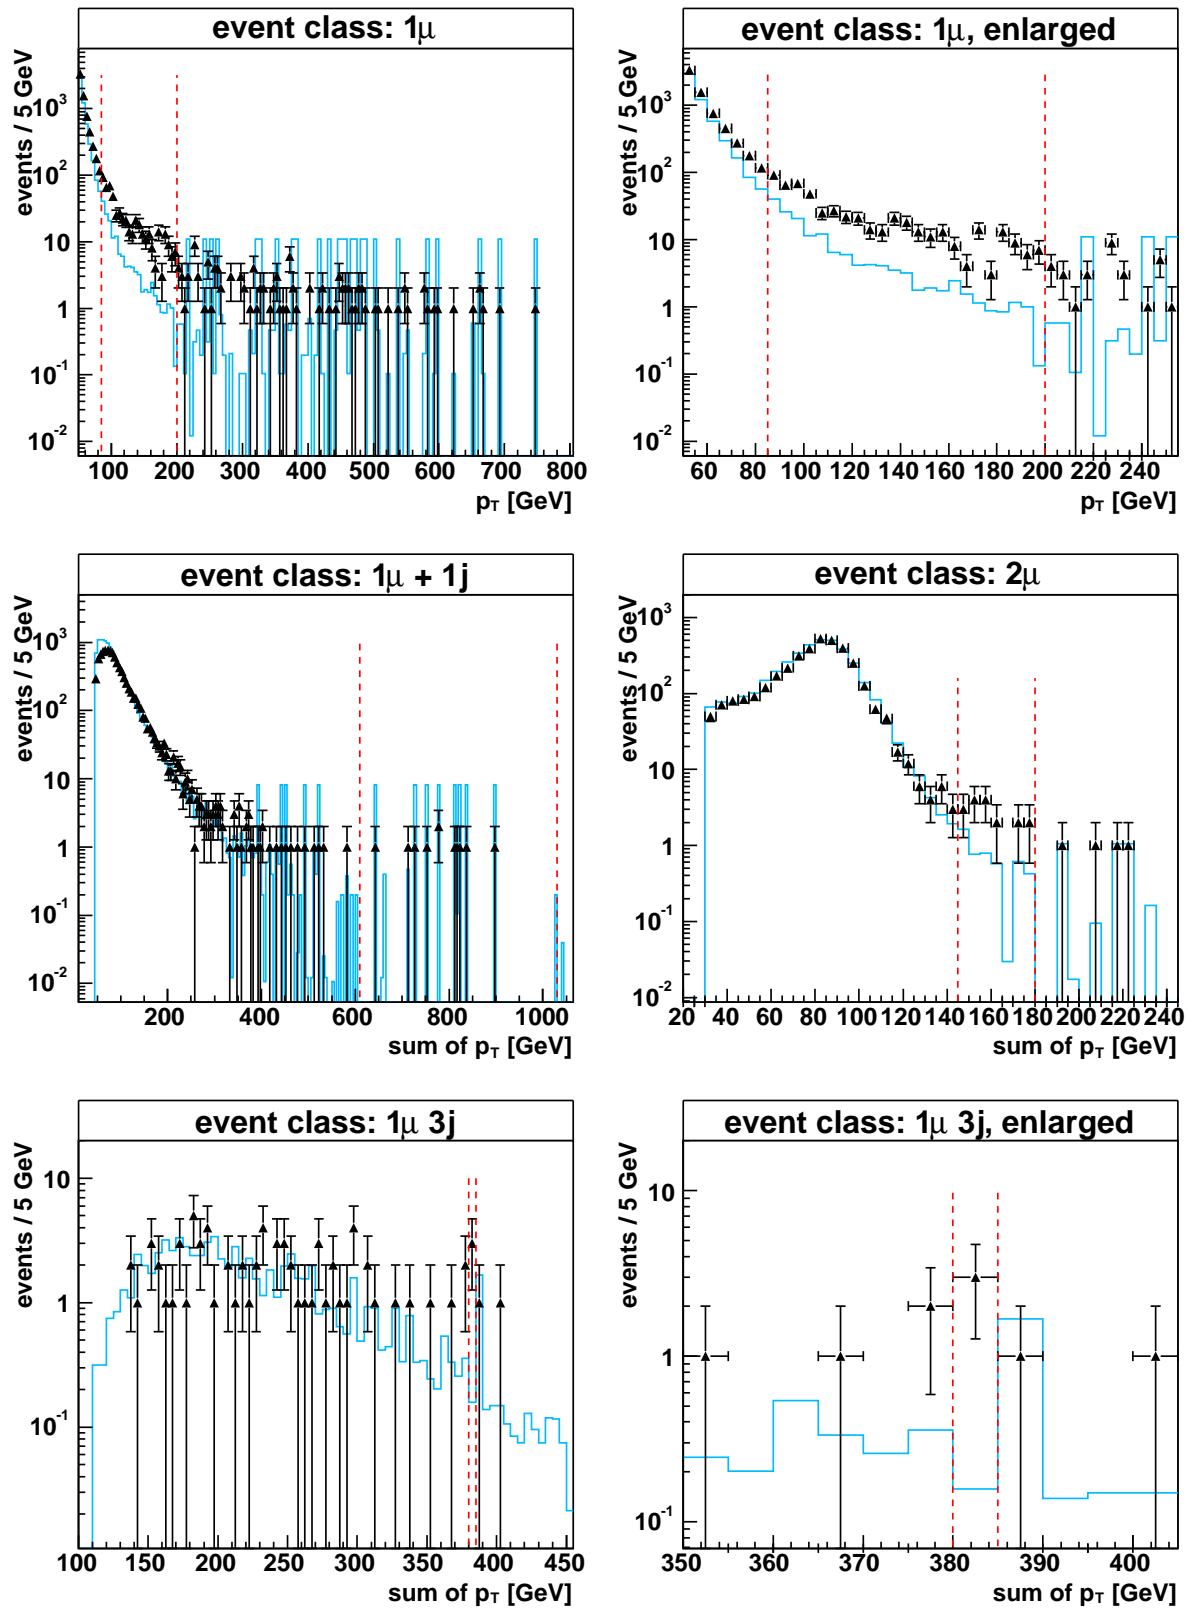 event class: 1μ
events / 5 GeV
10³
10²
10
1
10⁻¹
10⁻²
100 200 300 400 500 600 700 800
pT [GeV]
event class: 1μ, enlarged
events / 5 GeV
10³
10²
10
1
10⁻¹
10⁻²
60 80 100 120 140 160 180 200 220 240
pT [GeV]
event class: 1μ + 1j
events / 5 GeV
10³
10²
10
1
10⁻¹
10⁻²
200 400 600 800 1000
sum of pT [GeV]
event class: 2μ
events / 5 GeV
10³
10²
10
1
10⁻¹
10⁻²
20 40 60 80 100 120 140 160 180 200 220 240
sum of pT [GeV]
event class: 1μ 3j
events / 5 GeV
10
1
10⁻¹
100 150 200 250 300 350 400 450
sum of pT [GeV]
event class: 1μ 3j, enlarged
events / 5 GeV
10
1
10⁻¹
350 360 370 380 390 400
sum of pT [GeV]